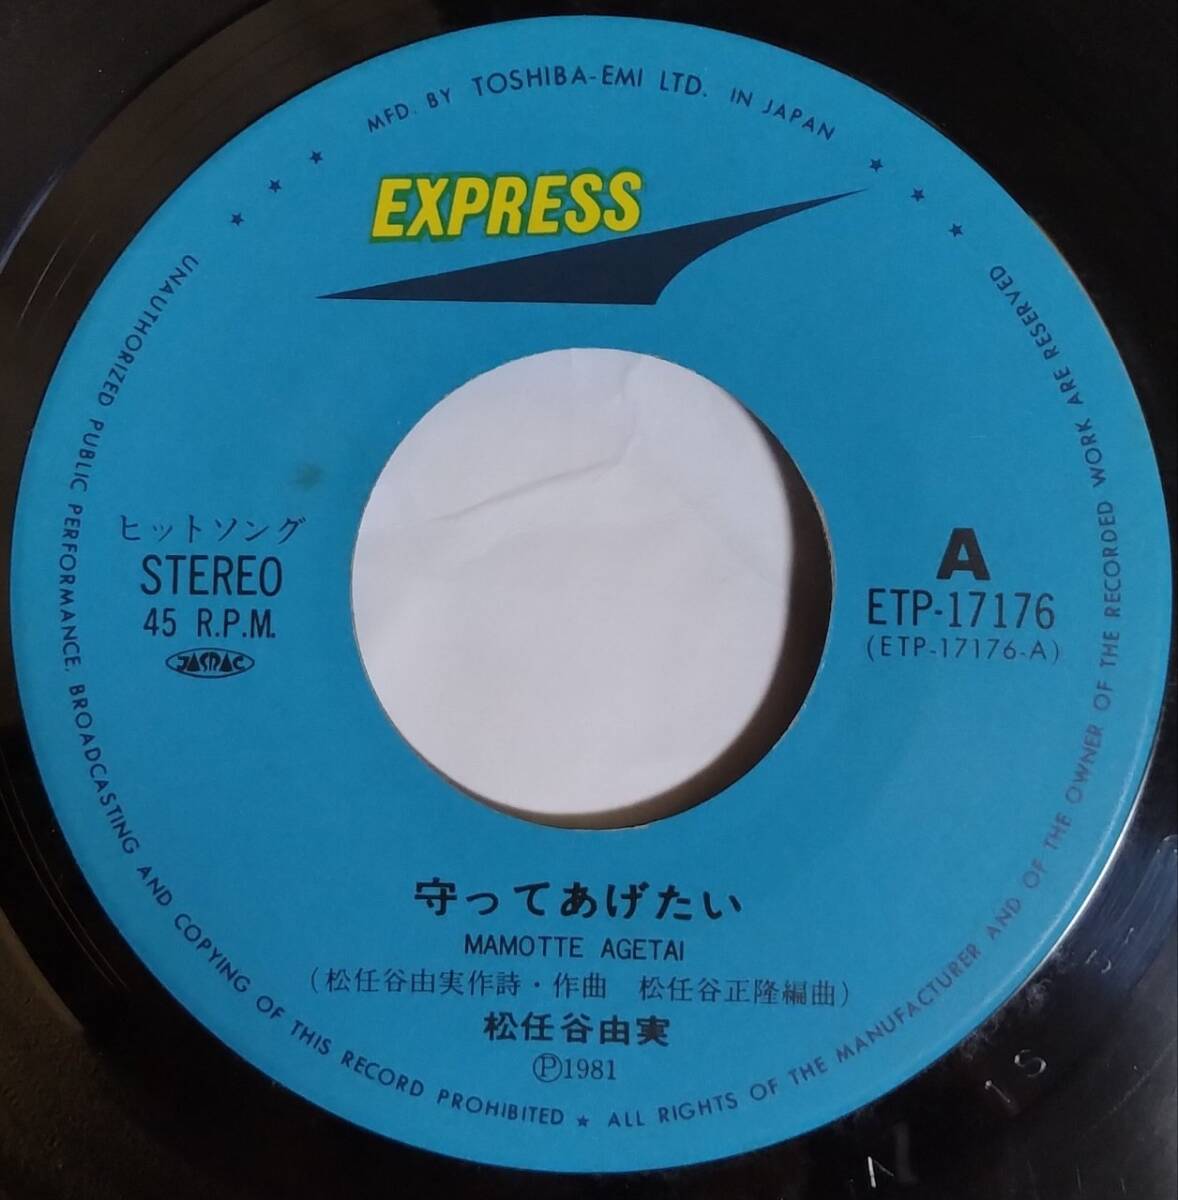 MFD. BY TOSHIBA-EMI LTD. IN JAPAN
EXPRESS
ヒットソング
STEREO
45 R.P.M.
JASRAC
A
ETP-17176
(ETP-17176-A)
守ってあげたい
MAMOTTE AGETAI
(松任谷由実作詩・作曲 松任谷正隆編曲)
松任谷由実
Ⓟ1981
UNAUTHORIZED PUBLIC PERFORMANCE, BROADCASTING AND COPYING OF THIS RECORD PROHIBITED ★ ALL RIGHTS OF THE MANUFACTURER AND OF THE OWNER OF THE RECORDED WORK ARE RESERVED
1S